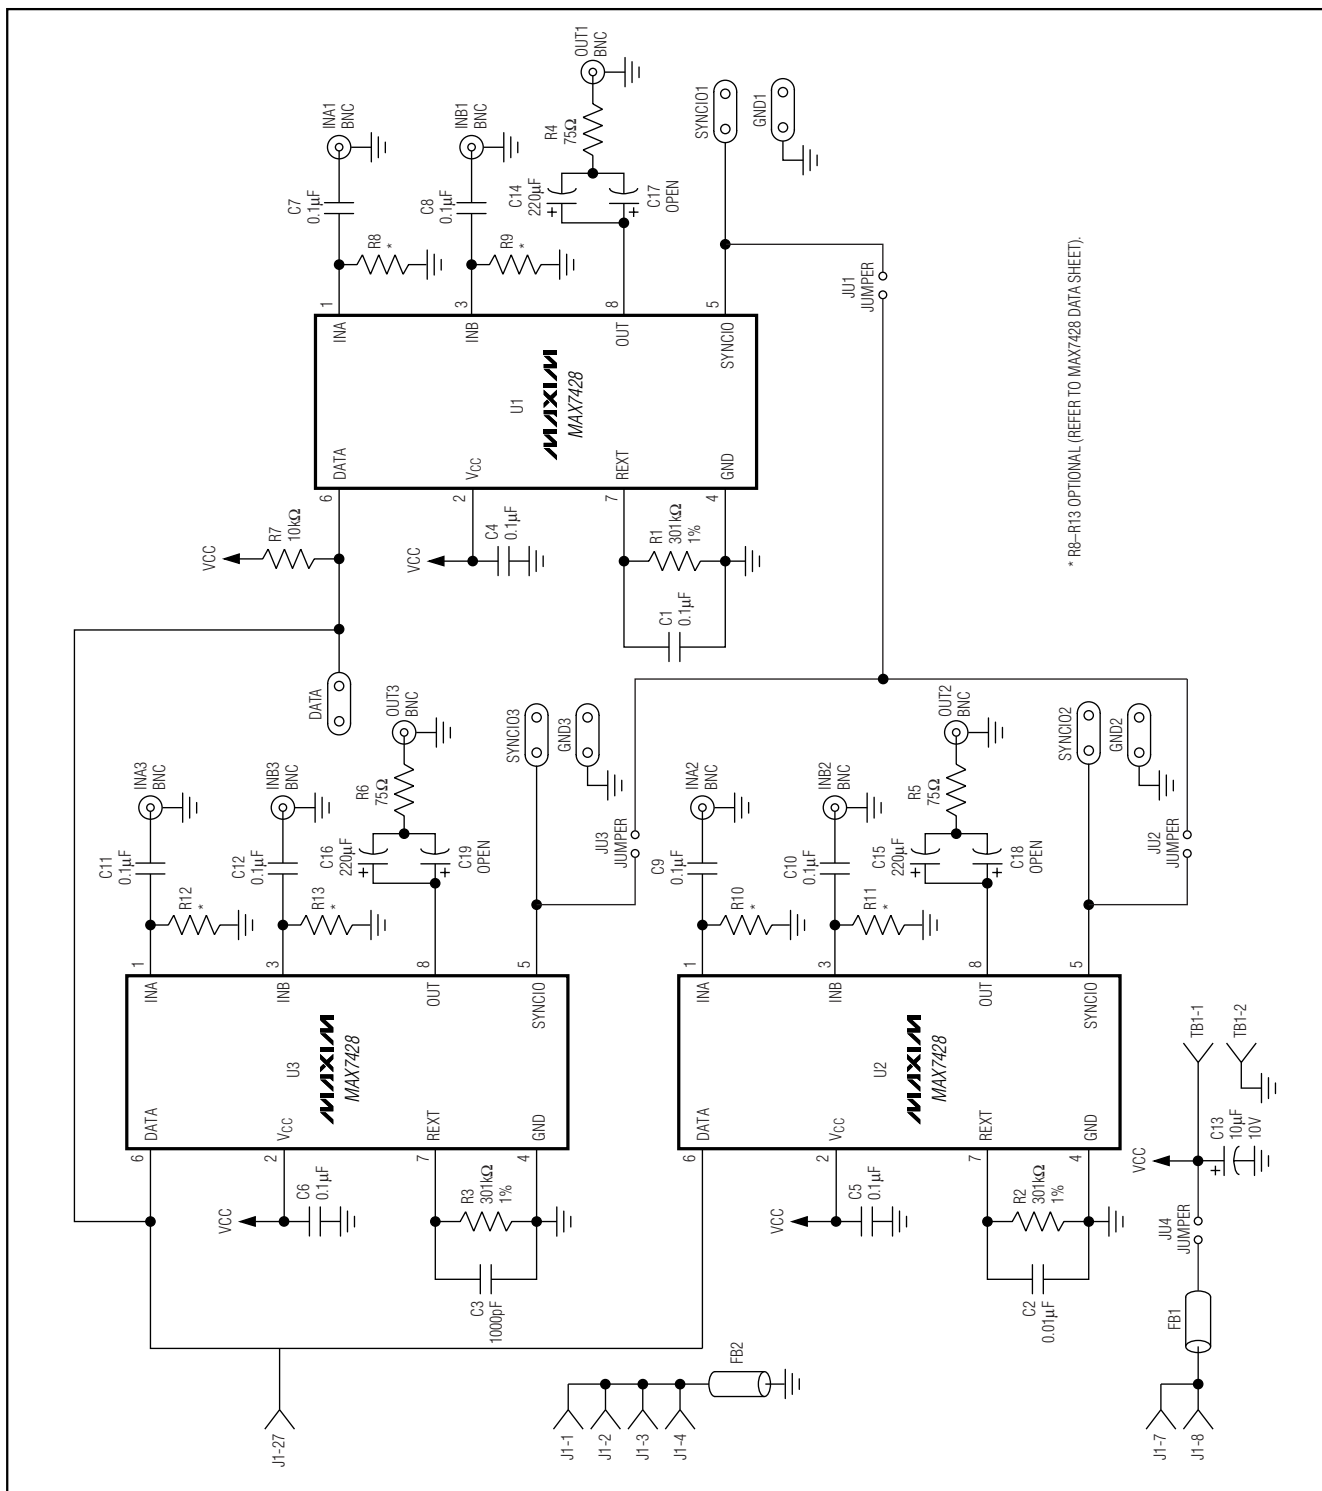 OUT1
BNC
INA1
BNC
INB1
BNC
R4
75Ω
SYNCIO1
GND1
C7
0.1µF
C8
0.1µF
C14
220µF
C17
OPEN
R8
*
R9
*
JU1
JUMPER
1
3
8
5
INA
INB
OUT
SYNCIO
U1
MAXIM
MAX7428
DATA
VCC
REXT
GND
6
2
7
4
R7
10kΩ
VCC
VCC
C4
0.1µF
R1
301kΩ
1%
C1
0.1µF
* R8–R13 OPTIONAL (REFER TO MAX7428 DATA SHEET).
DATA
INA3
BNC
INB3
BNC
OUT3
BNC
SYNCIO3
GND3
C11
0.1µF
C12
0.1µF
R6
75Ω
C16
220µF
C19
OPEN
JU3
JUMPER
R12
*
R13
*
1
3
8
5
INA
INB
OUT
SYNCIO
U3
MAXIM
MAX7428
DATA
VCC
REXT
GND
6
2
7
4
VCC
C6
0.1µF
R3
301kΩ
1%
C3
1000pF
INA2
BNC
INB2
BNC
OUT2
BNC
SYNCIO2
GND2
C9
0.1µF
C10
0.1µF
R5
75Ω
C15
220µF
C18
OPEN
JU2
JUMPER
R10
*
R11
*
1
3
8
5
INA
INB
OUT
SYNCIO
U2
MAXIM
MAX7428
DATA
VCC
REXT
GND
6
2
7
4
VCC
C5
0.1µF
R2
301kΩ
1%
C2
0.01µF
TB1-1
TB1-2
VCC
C13
10µF
10V
JU4
JUMPER
FB1
FB2
J1-27
J1-1
J1-2
J1-3
J1-4
J1-7
J1-8